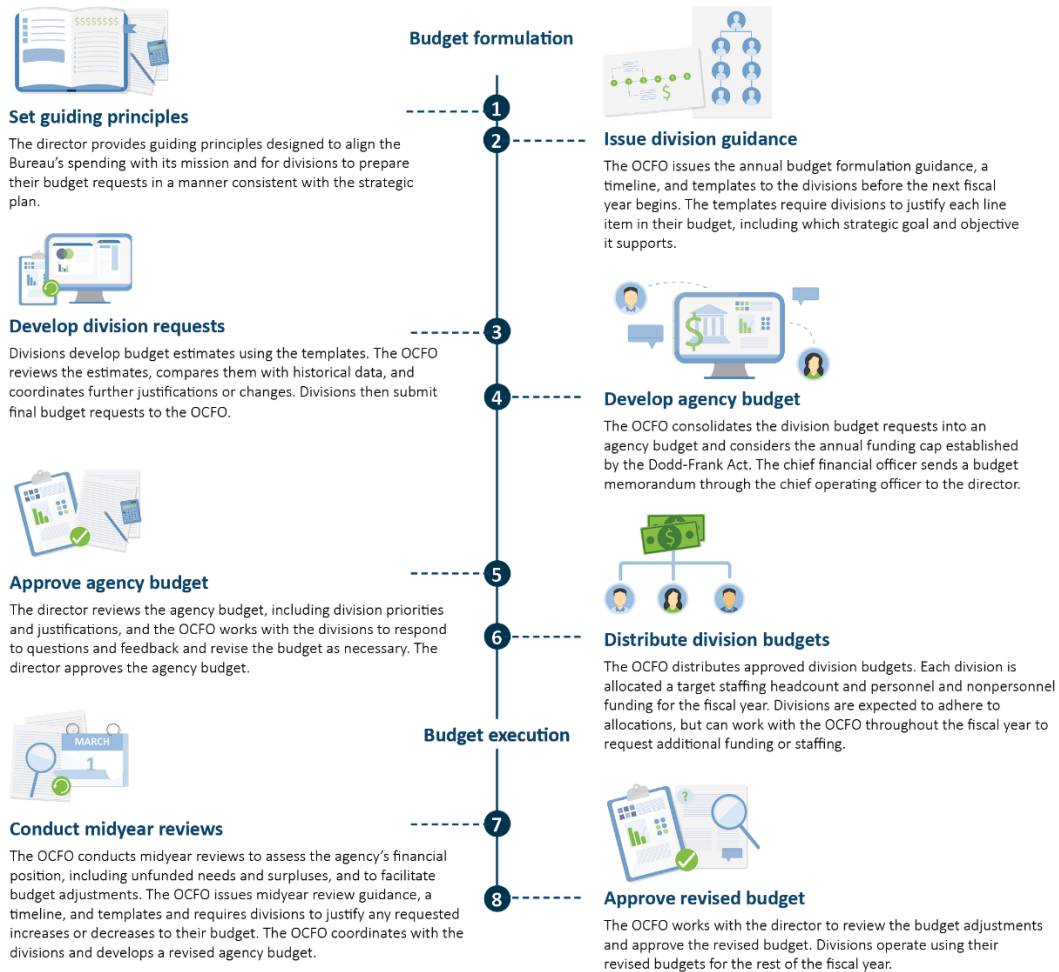 $$$$$$$$
Budget formulation
1
Set guiding principles
The director provides guiding principles designed to align the
Bureau's spending with its mission and for divisions to prepare
their budget requests in a manner consistent with the strategic
plan.
$
2
Issue division guidance
The OCFO issues the annual budget formulation guidance, a
timeline, and templates to the divisions before the next fiscal
year begins. The templates require divisions to justify each line
item in their budget, including which strategic goal and objective
it supports.
3
Develop division requests
Divisions develop budget estimates using the templates. The OCFO
reviews the estimates, compares them with historical data, and
coordinates further justifications or changes. Divisions then submit
final budget requests to the OCFO.
$
4
Develop agency budget
The OCFO consolidates the division budget requests into an
agency budget and considers the annual funding cap established
by the Dodd-Frank Act. The chief financial officer sends a budget
memorandum through the chief operating officer to the director.
5
Approve agency budget
The director reviews the agency budget, including division priorities
and justifications, and the OCFO works with the divisions to respond
to questions and feedback and revise the budget as necessary. The
director approves the agency budget.
$
6
Distribute division budgets
The OCFO distributes approved division budgets. Each division is
allocated a target staffing headcount and personnel and nonpersonnel
funding for the fiscal year. Divisions are expected to adhere to
allocations, but can work with the OCFO throughout the fiscal year to
request additional funding or staffing.
Budget execution
MARCH
1
7
Conduct midyear reviews
The OCFO conducts midyear reviews to assess the agency's financial
position, including unfunded needs and surpluses, and to facilitate
budget adjustments. The OCFO issues midyear review guidance, a
timeline, and templates and requires divisions to justify any requested
increases or decreases to their budget. The OCFO coordinates with the
divisions and develops a revised agency budget.
?
8
Approve revised budget
The OCFO works with the director to review the budget adjustments
and approve the revised budget. Divisions operate using their
revised budgets for the rest of the fiscal year.